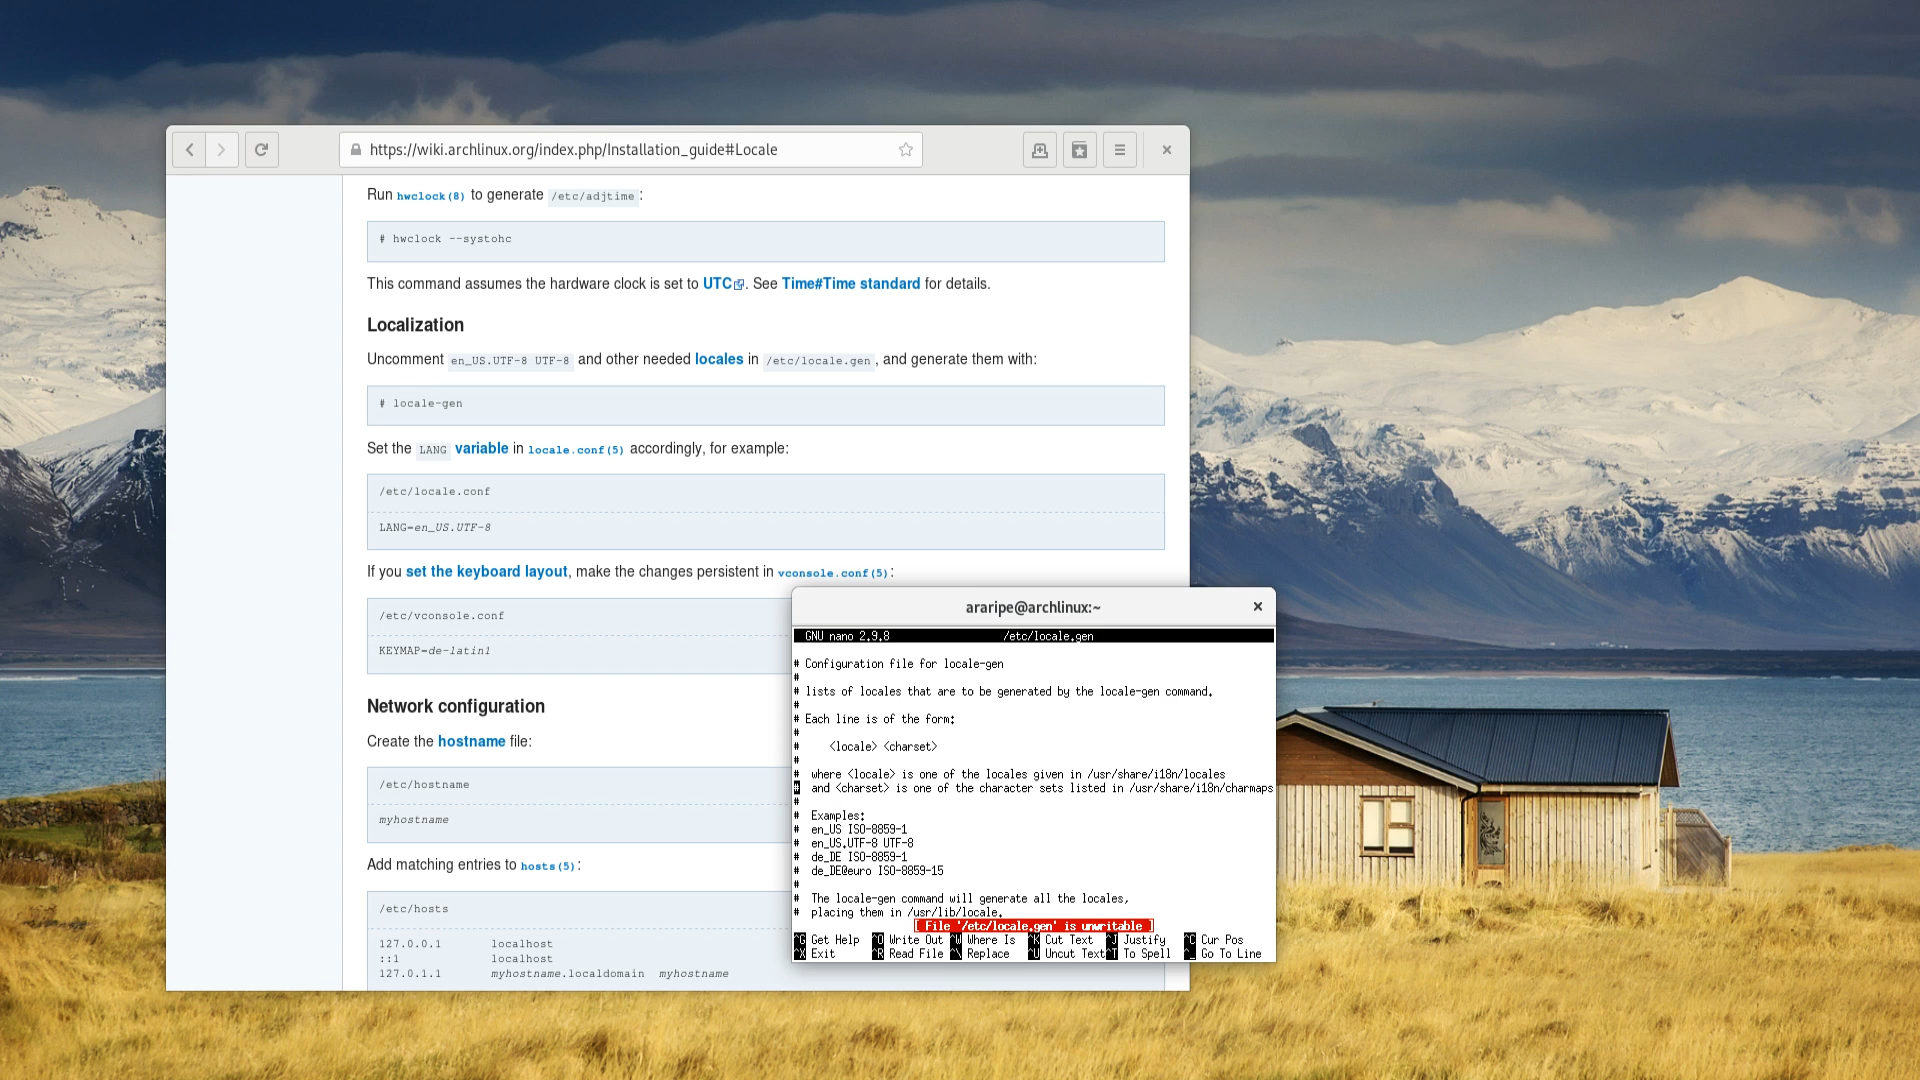 https://wiki.archlinux.org/index.php/Installation_guide#Locale
Run hwclock(8) to generate /etc/adjtime:
# hwclock --systohc
This command assumes the hardware clock is set to UTC. See Time#Time standard for details.
Localization
Uncomment en_US.UTF-8 UTF-8 and other needed locales in /etc/locale.gen, and generate them with:
# locale-gen
Set the LANG variable in locale.conf(5) accordingly, for example:
/etc/locale.conf
LANG=en_US.UTF-8
If you set the keyboard layout, make the changes persistent in vconsole.conf(5):
/etc/vconsole.conf
KEYMAP=de-latin1
Network configuration
Create the hostname file:
/etc/hostname
myhostname
Add matching entries to hosts(5):
/etc/hosts
127.0.0.1 localhost
::1 localhost
127.0.1.1 myhostname.localdomain myhostname
araripe@archlinux:~
GNU nano 2.9.8 /etc/locale.gen
# Configuration file for locale-gen
#
# lists of locales that are to be generated by the locale-gen command.
#
# Each line is of the form:
#
# <locale> <charset>
#
# where <locale> is one of the locales given in /usr/share/i18n/locales
# and <charset> is one of the character sets listed in /usr/share/i18n/charmaps
#
# Examples:
# en_US ISO-8859-1
# en_US.UTF-8 UTF-8
# de_DE ISO-8859-1
# de_DE@euro ISO-8859-15
#
# The locale-gen command will generate all the locales,
# placing them in /usr/lib/locale.
[ File '/etc/locale.gen' is unwritable ]
^G Get Help ^O Write Out ^W Where Is ^K Cut Text ^J Justify ^C Cur Pos
^X Exit ^R Read File ^\ Replace ^U Uncut Text ^T To Spell ^_ Go To Line